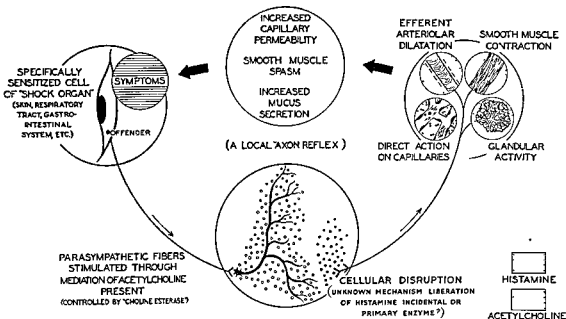 SPECIFICALLY
SENSITIZED CELL
OF "SHOCK ORGAN"
(SKIN, RESPIRATORY
TRACT, GASTRO-
INTESTINAL
SYSTEM, ETC.)
SYMPTOMS
OFFENDER
INCREASED
CAPILLARY
PERMEABILITY
SMOOTH MUSCLE
SPASM
INCREASED
MUCUS
SECRETION
(A LOCAL "AXON REFLEX)
EFFERENT
ARTERIOLAR
DILATATION
SMOOTH MUSCLE
CONTRACTION
DIRECT ACTION
ON CAPILLARIES
GLANDULAR
ACTIVITY
PARASYMPATHETIC FIBERS
STIMULATED THROUGH
MEDIATION OF ACETYLCHOLINE
PRESENT
(CONTROLLED BY "CHOLINE ESTERASE")
CELLULAR DISRUPTION
(UNKNOWN MECHANISM LIBERATION
OF HISTAMINE INCIDENTAL OR
PRIMARY ENZYME?)
HISTAMINE
ACETYLCHOLINE